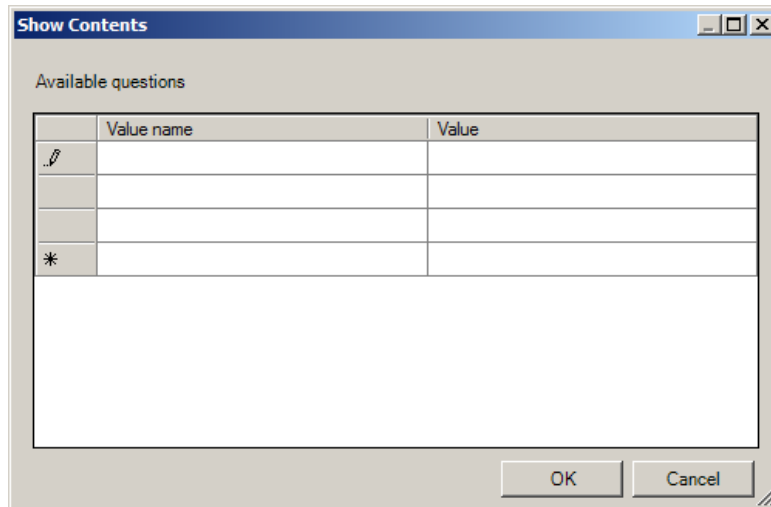 Show Contents
Available questions
Value name Value
OK Cancel